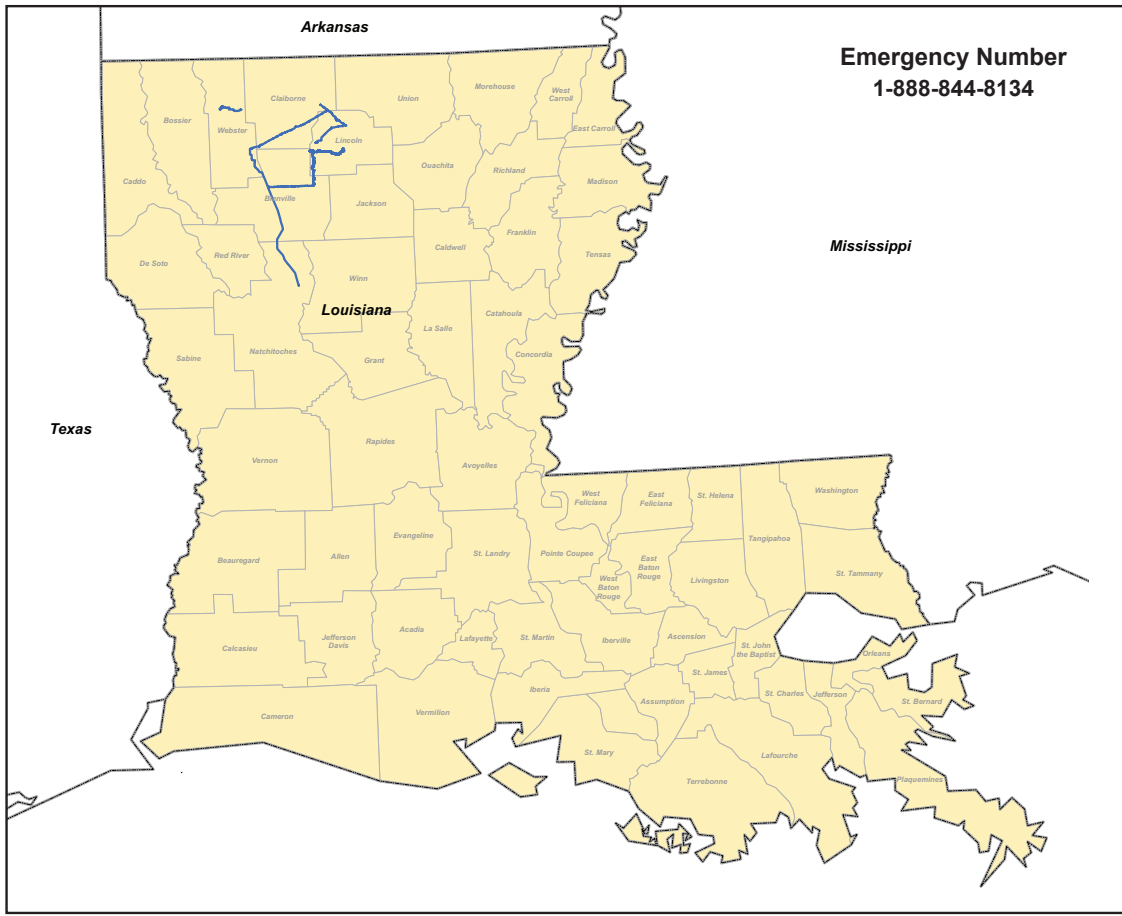 Arkansas
Emergency Number
1-888-844-8134
Morehouse
West
Carroll
Claiborne
Union
Bossier
Webster
East Carroll
Lincoln
Ouachita
Richland
Caddo
Madison
Bienville
Jackson
Franklin
Mississippi
Caldwell
Tensas
Red River
De Soto
Winn
Louisiana
Catahoula
La Salle
Concordia
Sabine
Natchitoches
Grant
Texas
Rapides
Vernon
Avoyelles
West
Feliciana
East
Feliciana
St. Helena
Washington
Evangeline
Tangipahoa
Beauregard
Allen
St. Landry
Pointe Coupee
East
Baton
Rouge
St. Tammany
West
Baton
Rouge
Livingston
Acadia
Jefferson
Davis
Lafayette
St. Martin
Iberville
Ascension
Calcasieu
St. John
the Baptist
Orleans
St. James
Iberia
St. Charles
Jefferson
Assumption
St. Bernard
Cameron
Vermilion
St. Mary
Lafourche
Terrebonne
Plaquemines